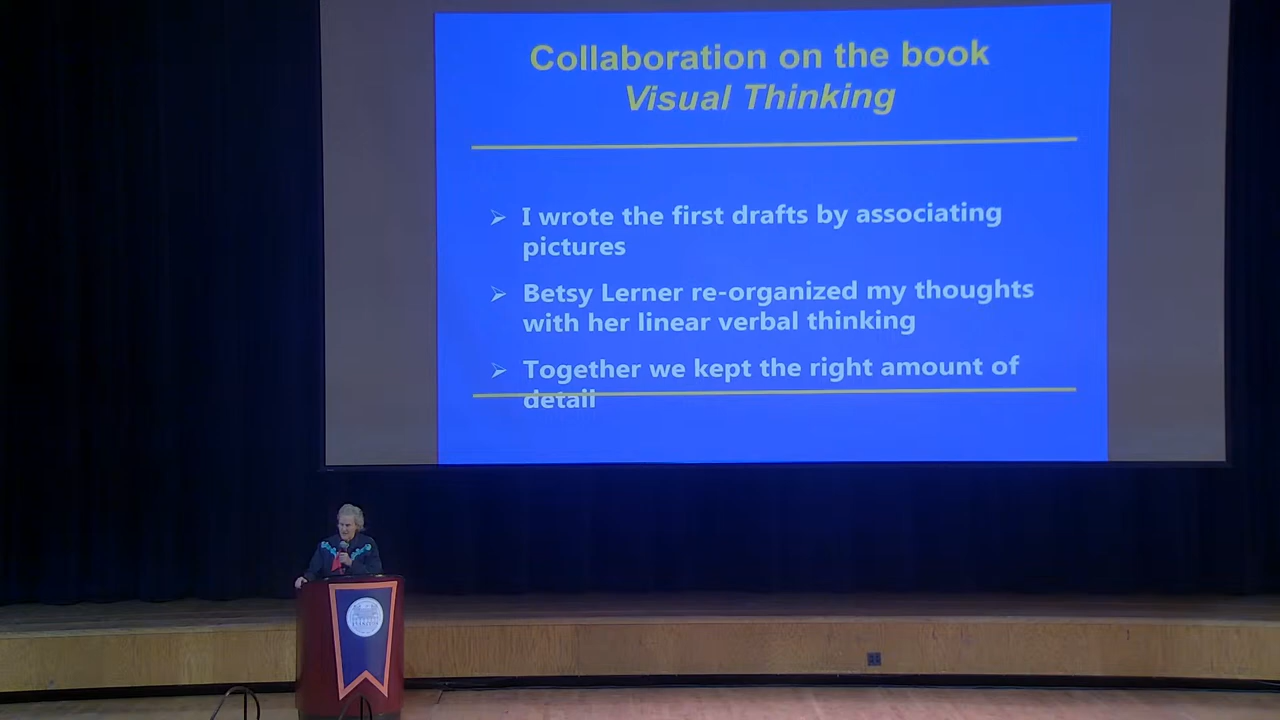 Collaboration on the book
Visual Thinking
I wrote the first drafts by associating
pictures
Betsy Lerner re-organized my thoughts
with her linear verbal thinking
Together we kept the right amount of
detail